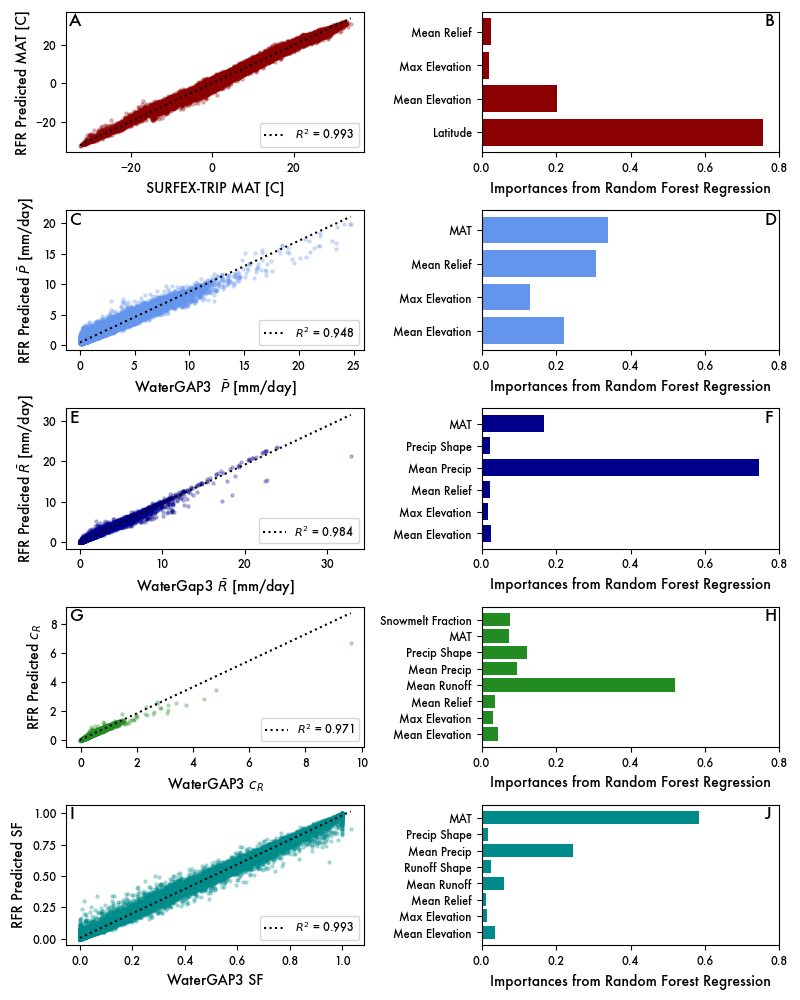 A
RFR Predicted MAT [C]
20
0
−20
−20
0
20
R² = 0.993
SURFEX-TRIP MAT [C]
B
Mean Relief
Max Elevation
Mean Elevation
Latitude
0.0
0.2
0.4
0.6
0.8
Importances from Random Forest Regression
C
RFR Predicted P̄ [mm/day]
20
15
10
5
0
0
5
10
15
20
25
R² = 0.948
WaterGAP3 P̄ [mm/day]
D
MAT
Mean Relief
Max Elevation
Mean Elevation
0.0
0.2
0.4
0.6
0.8
Importances from Random Forest Regression
E
RFR Predicted R̄ [mm/day]
30
20
10
0
0
10
20
30
R² = 0.984
WaterGap3 R̄ [mm/day]
F
MAT
Precip Shape
Mean Precip
Mean Relief
Max Elevation
Mean Elevation
0.0
0.2
0.4
0.6
0.8
Importances from Random Forest Regression
G
RFR Predicted c_R
8
6
4
2
0
0
2
4
6
8
10
R² = 0.971
WaterGAP3 c_R
H
Snowmelt Fraction
MAT
Precip Shape
Mean Precip
Mean Runoff
Mean Relief
Max Elevation
Mean Elevation
0.0
0.2
0.4
0.6
0.8
Importances from Random Forest Regression
I
RFR Predicted SF
1.00
0.75
0.50
0.25
0.00
0.0
0.2
0.4
0.6
0.8
1.0
R² = 0.993
WaterGAP3 SF
J
MAT
Precip Shape
Mean Precip
Runoff Shape
Mean Runoff
Mean Relief
Max Elevation
Mean Elevation
0.0
0.2
0.4
0.6
0.8
Importances from Random Forest Regression